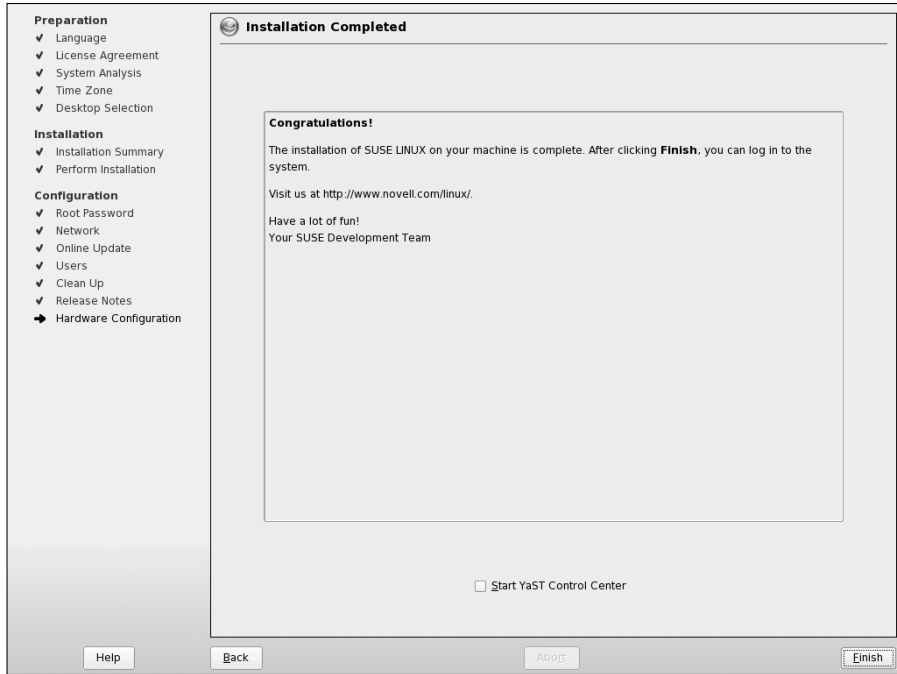 Preparation
Language
License Agreement
System Analysis
Time Zone
Desktop Selection
Installation
Installation Summary
Perform Installation
Configuration
Root Password
Network
Online Update
Users
Clean Up
Release Notes
Hardware Configuration
Installation Completed
Congratulations!
The installation of SUSE LINUX on your machine is complete. After clicking Finish, you can log in to the
system.
Visit us at http://www.novell.com/linux/.
Have a lot of fun!
Your SUSE Development Team
Start YaST Control Center
Help
Back
Abort
Finish